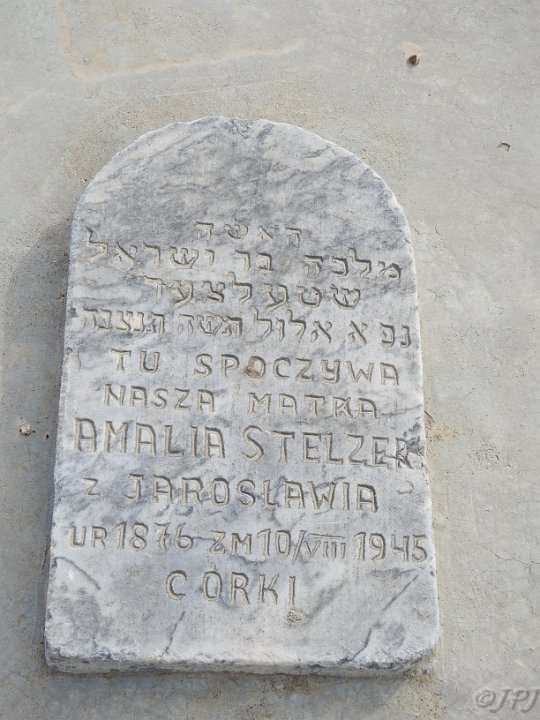 האשה
מלכה בר ישראל
שטעלצער
נפ א אלול תשה תנצבה
TU SPOCZYWA
NASZA MATKA
AMALIA STELZER
Z JAROSŁAWIA
UR 1876 ZM 10/VIII 1945
CÓRKI
©JPJ